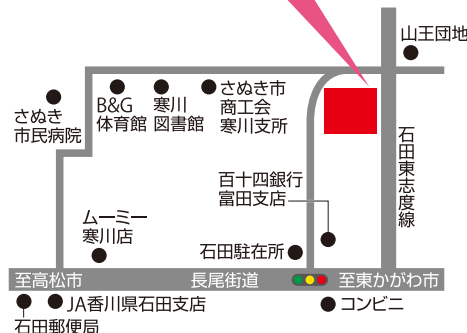 山王団地
さぬき
市民病院
B&G
体育館
寒川
図書館
さぬき市
商工会
寒川支所
石田東志度線
百十四銀行
富田支店
ムーミー
寒川店
石田駐在所
至高松市
長尾街道
至東かがわ市
JA香川県石田支店
コンビニ
石田郵便局